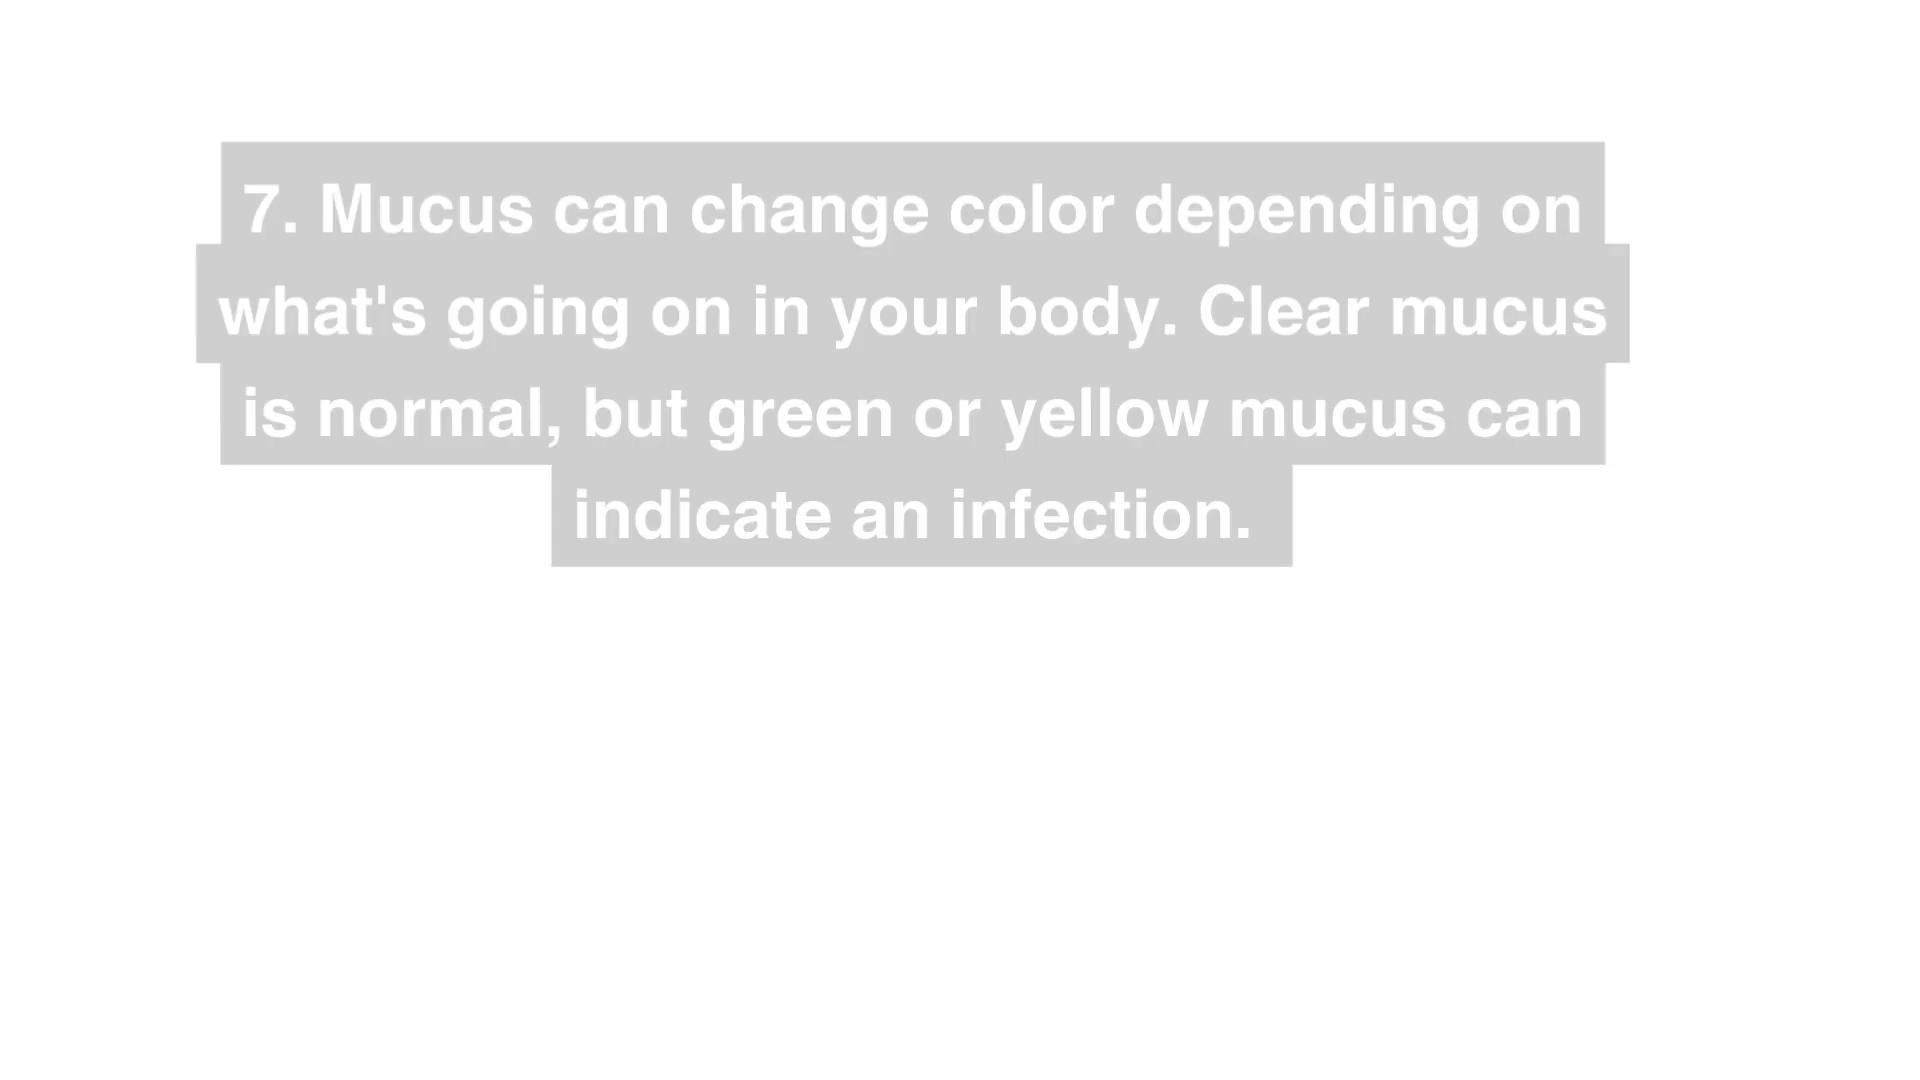 7. Mucus can change color depending on
what's going on in your body. Clear mucus
is normal, but green or yellow mucus can
indicate an infection.